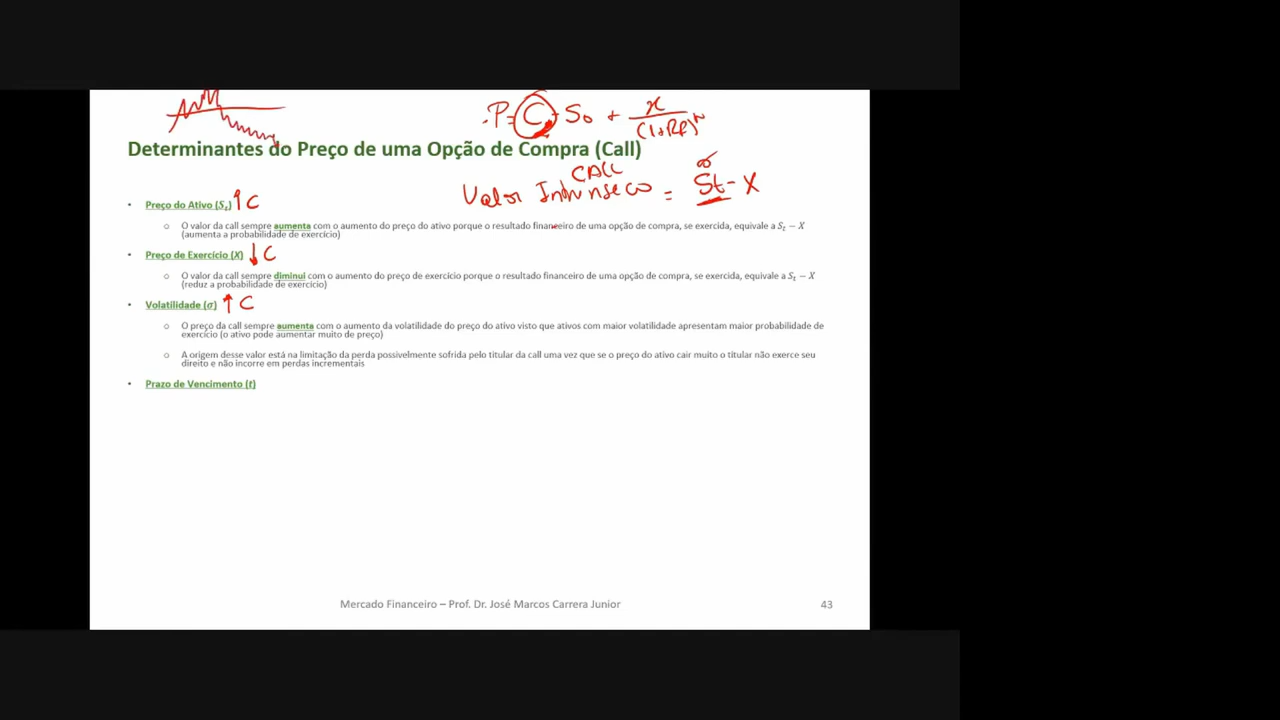 P = C - S₀ + x
(1+Rf)ⁿ
Determinantes do Preço de uma Opção de Compra (Call)
CALL
∞
Valor Intrínseco = St - X
• Preço do Ativo (Sₜ) ↑ C
o O valor da call sempre aumenta com o aumento do preço do ativo porque o resultado financeiro de uma opção de compra, se exercida, equivale a Sₜ − X
(aumenta a probabilidade de exercício)
• Preço de Exercício (X) ↓ C
o O valor da call sempre diminui com o aumento do preço de exercício porque o resultado financeiro de uma opção de compra, se exercida, equivale a Sₜ − X
(reduz a probabilidade de exercício)
• Volatilidade (σ) ↑ C
o O preço da call sempre aumenta com o aumento da volatilidade do preço do ativo visto que ativos com maior volatilidade apresentam maior probabilidade de
exercício (o ativo pode aumentar muito de preço)
o A origem desse valor está na limitação da perda possivelmente sofrida pelo titular da call uma vez que se o preço do ativo cair muito o titular não exerce seu
direito e não incorre em perdas incrementais
• Prazo de Vencimento (t)
Mercado Financeiro – Prof. Dr. José Marcos Carrera Junior
43